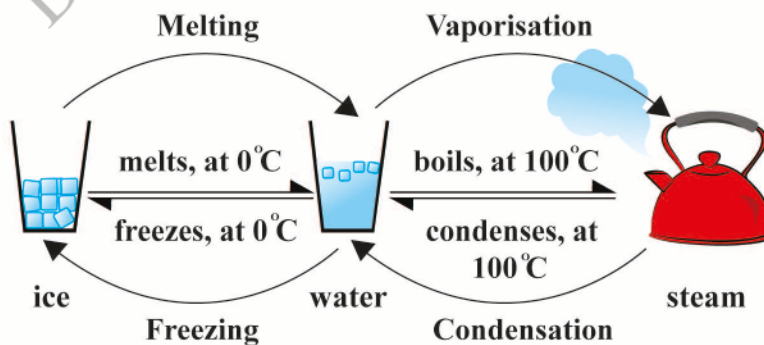 Melting
Vaporisation
melts, at 0°C
boils, at 100°C
freezes, at 0°C
condenses, at
100°C
ice
water
steam
Freezing
Condensation